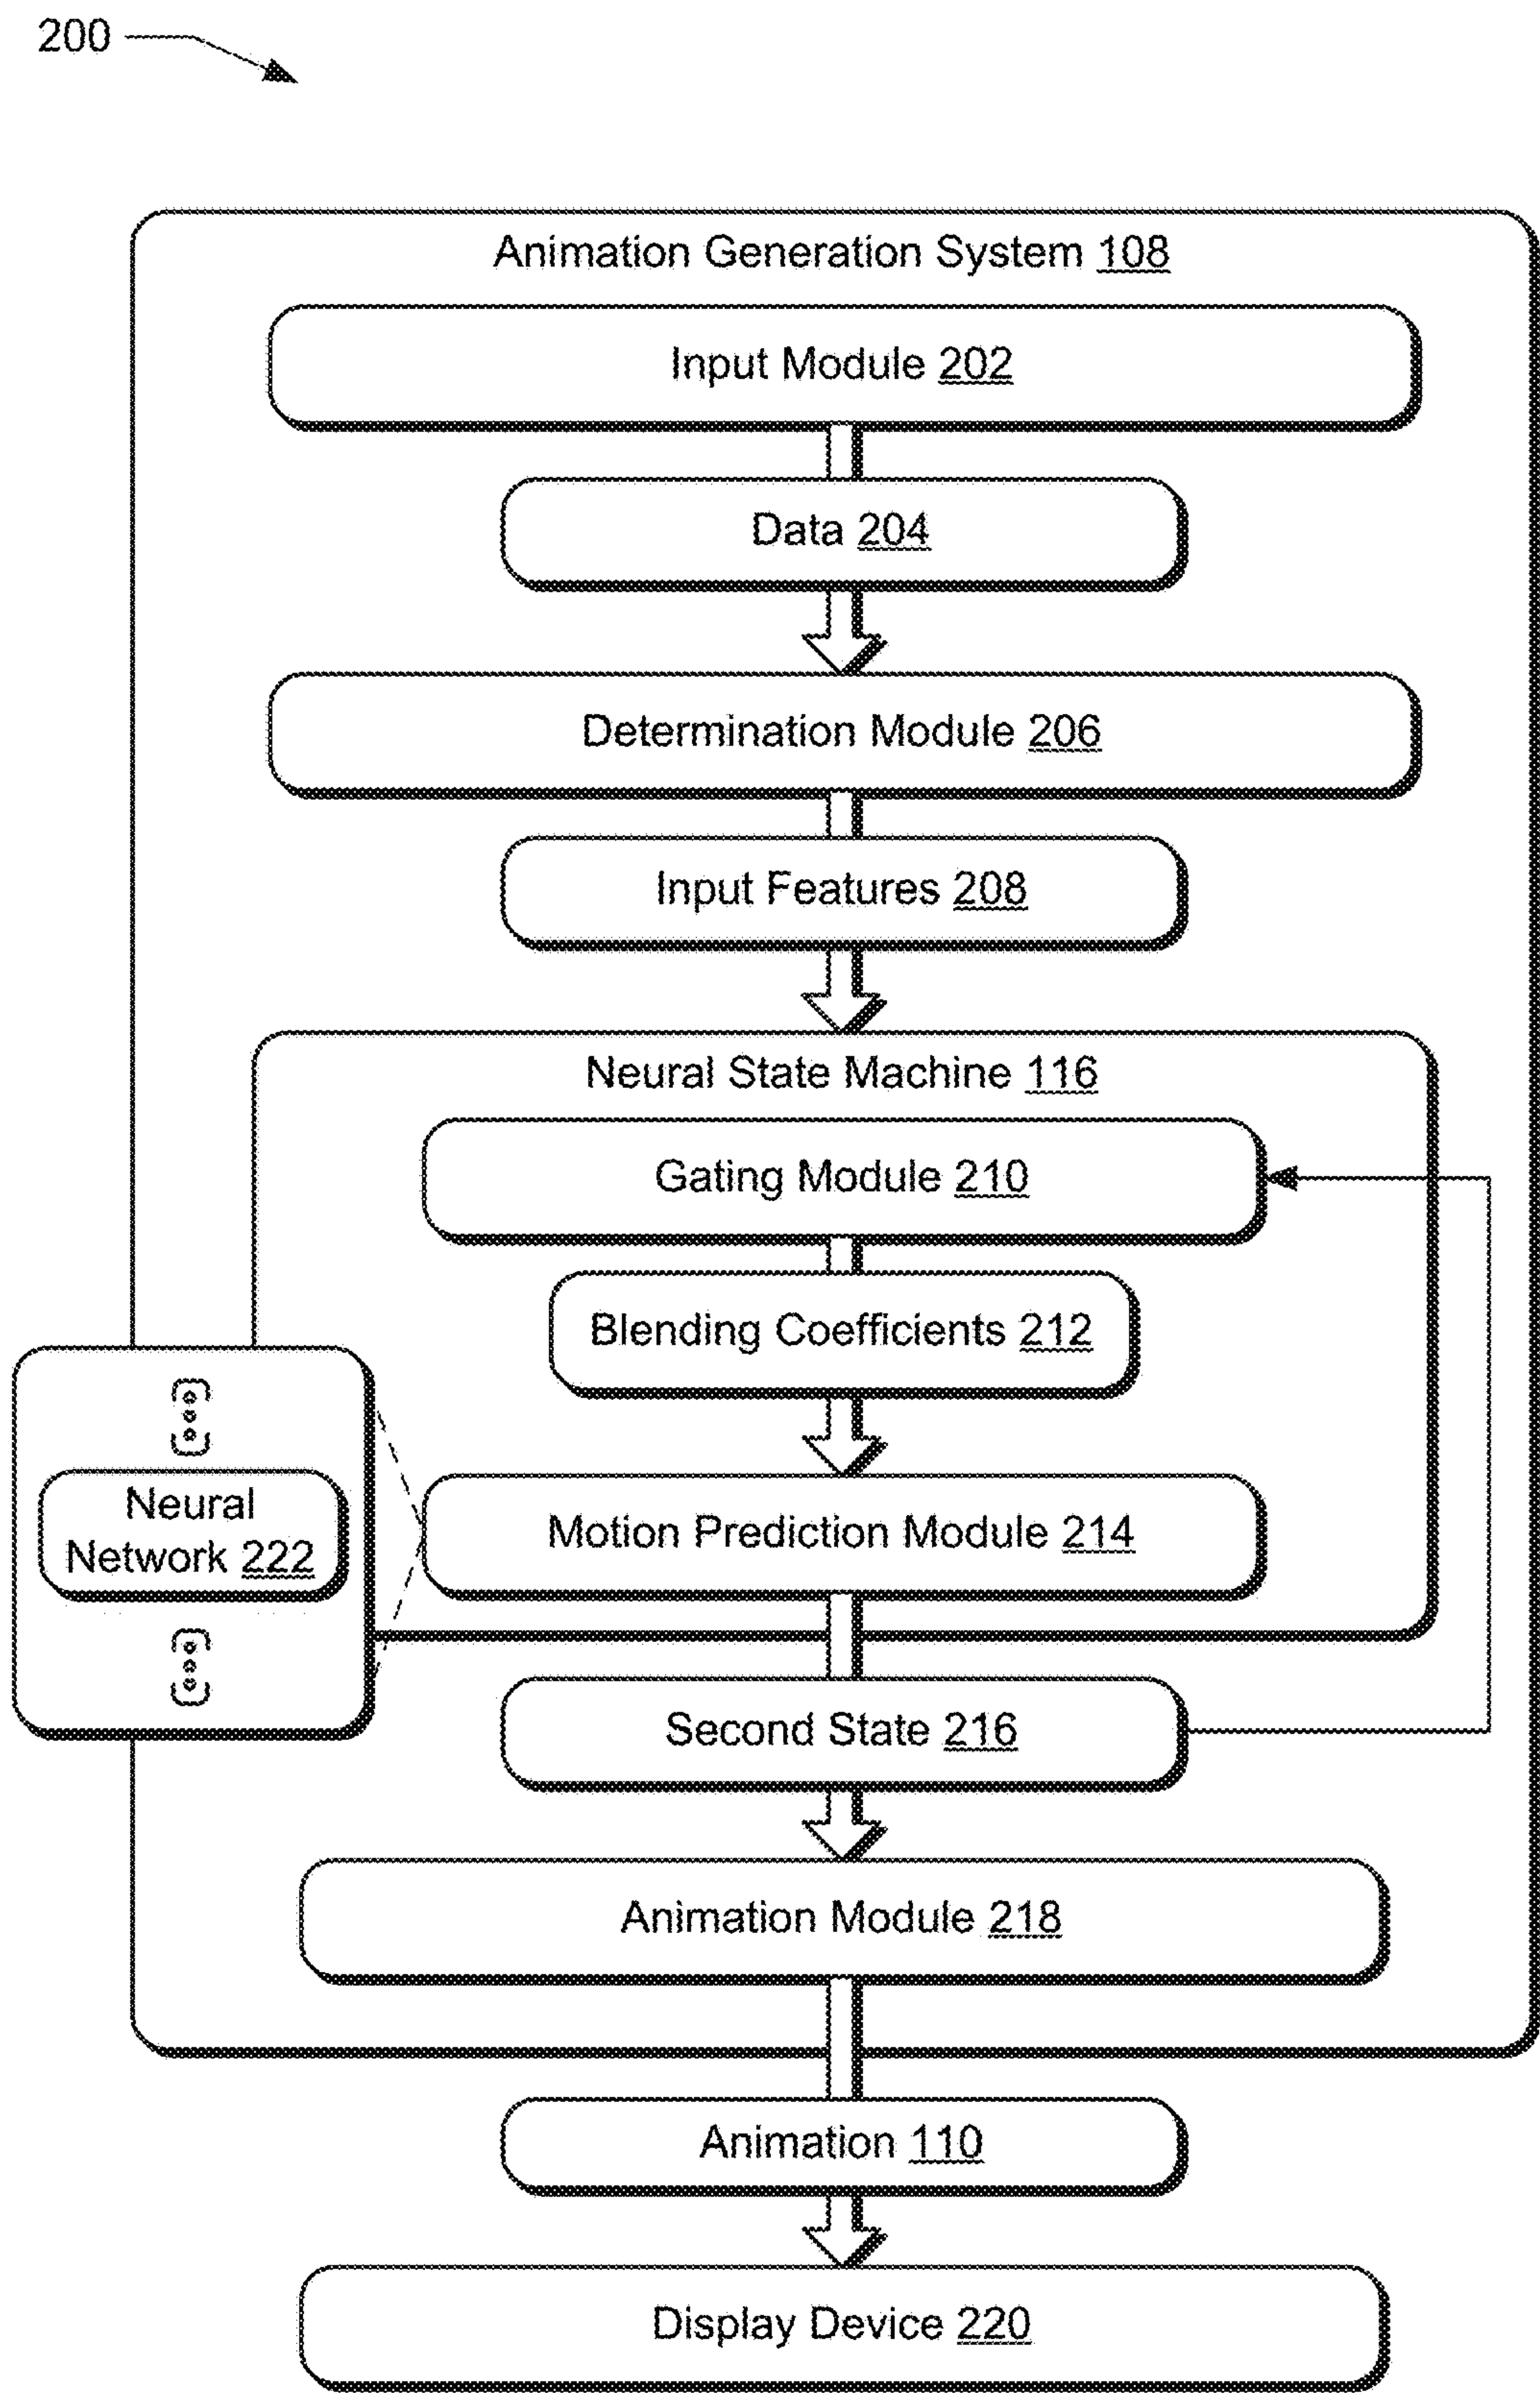 200
Animation Generation System 108
Input Module 202
Data 204
Determination Module 206
Input Features 208
Neural State Machine 116
Gating Module 210
Blending Coefficients 212
Neural
Network 222
Motion Prediction Module 214
Second State 216
Animation Module 218
Animation 110
Display Device 220